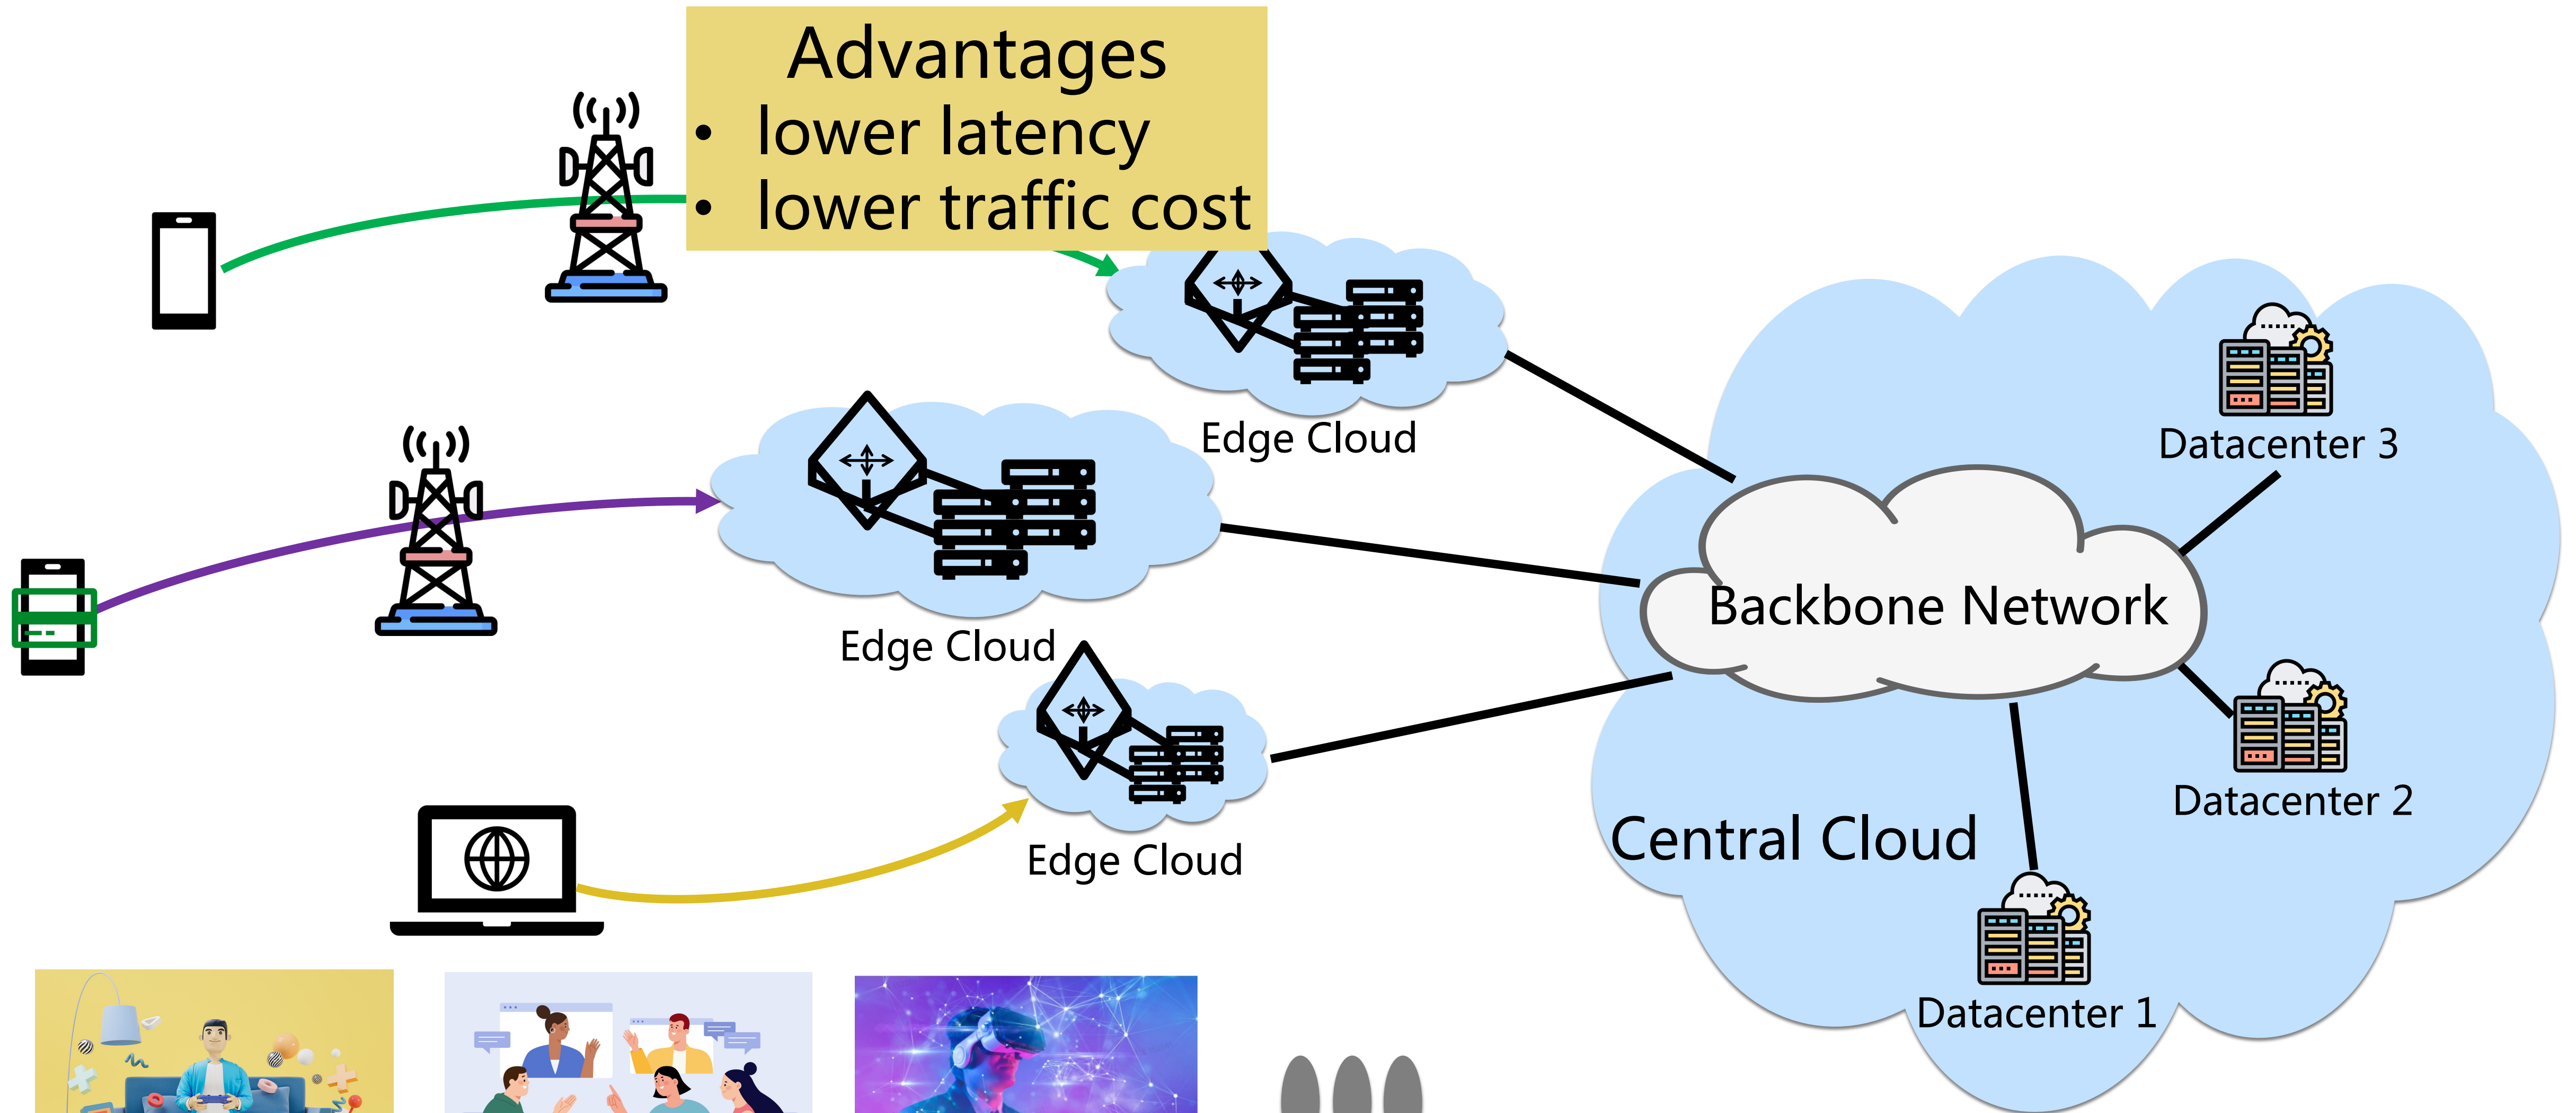 Advantages
• lower latency
• lower traffic cost
Edge Cloud
Datacenter 3
Backbone Network
Edge Cloud
Datacenter 2
Central Cloud
Edge Cloud
Datacenter 1